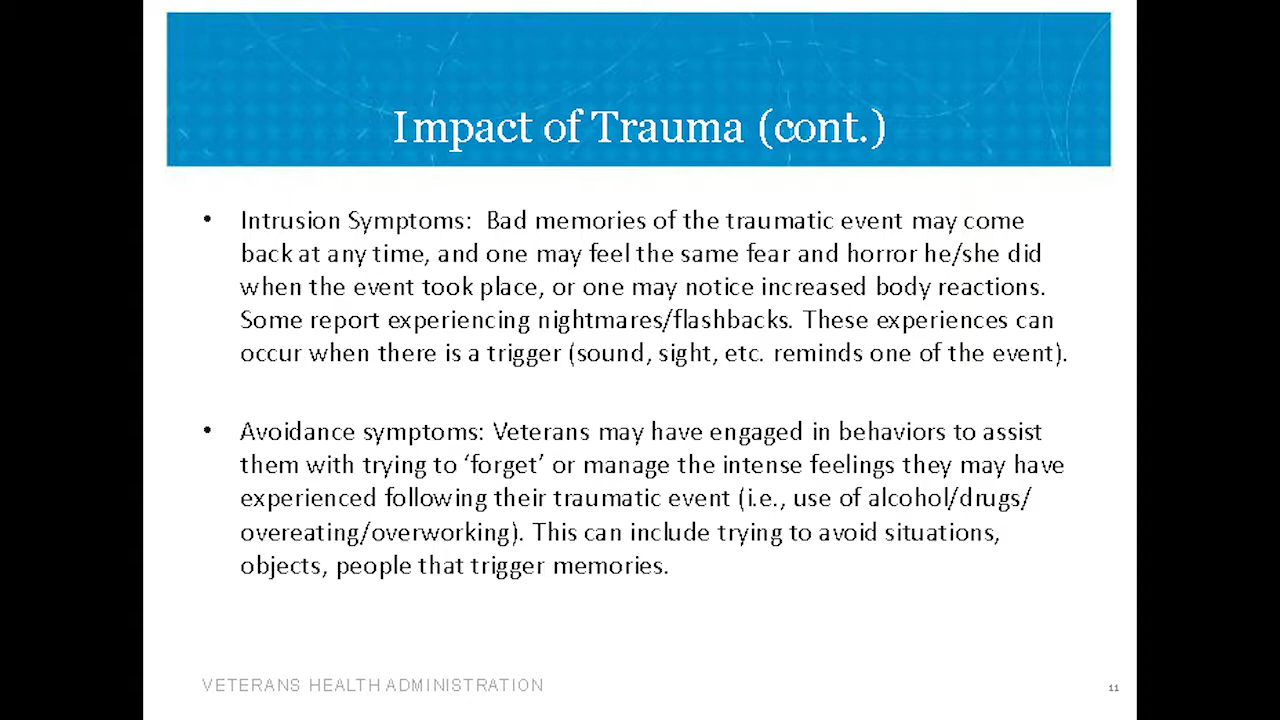 Impact of Trauma (cont.)
• Intrusion Symptoms:  Bad memories of the traumatic event may come
back at any time, and one may feel the same fear and horror he/she did
when the event took place, or one may notice increased body reactions.
Some report experiencing nightmares/flashbacks. These experiences can
occur when there is a trigger (sound, sight, etc. reminds one of the event).
• Avoidance symptoms: Veterans may have engaged in behaviors to assist
them with trying to ‘forget’ or manage the intense feelings they may have
experienced following their traumatic event (i.e., use of alcohol/drugs/
overeating/overworking). This can include trying to avoid situations,
objects, people that trigger memories.
VETERANS HEALTH ADMINISTRATION
11